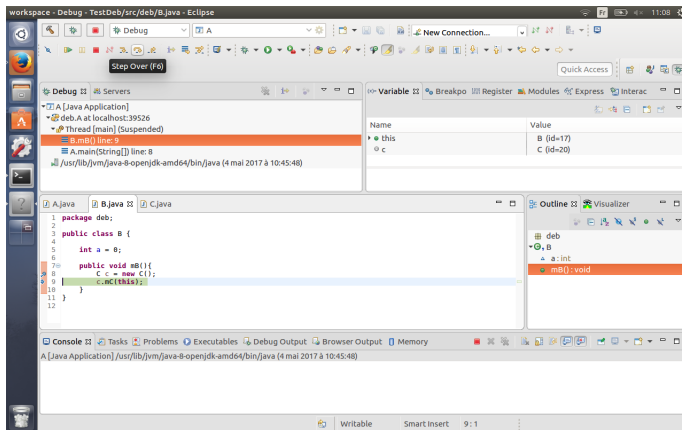 workspace - Debug - TestDeb/src/deb/B.java - Eclipse
Fr
11:08
Debug
A
New Connection...
Step Over (F6)
Quick Access
Debug
Servers
A [Java Application]
deb.A at localhost:39526
Thread [main] (Suspended)
B.mB() line: 9
A.main(String[]) line: 8
/usr/lib/jvm/java-8-openjdk-amd64/bin/java (4 mai 2017 à 10:45:48)
(x)= Variable
Breakpo
Register
Modules
Express
Interac
Name
Value
this
B (id=17)
c
C (id=20)
A.java
B.java
C.java
1 package deb;
2
3 public class B {
4
5 int a = 0;
6
7 public void mB(){
8 C c = new C();
9 c.mC(this);
10 }
11 }
12
Outline
Visualizer
deb
B
a : int
mB() : void
Console
Tasks
Problems
Executables
Debug Output
Browser Output
Memory
A [Java Application] /usr/lib/jvm/java-8-openjdk-amd64/bin/java (4 mai 2017 à 10:45:48)
Writable
Smart Insert
9 : 1